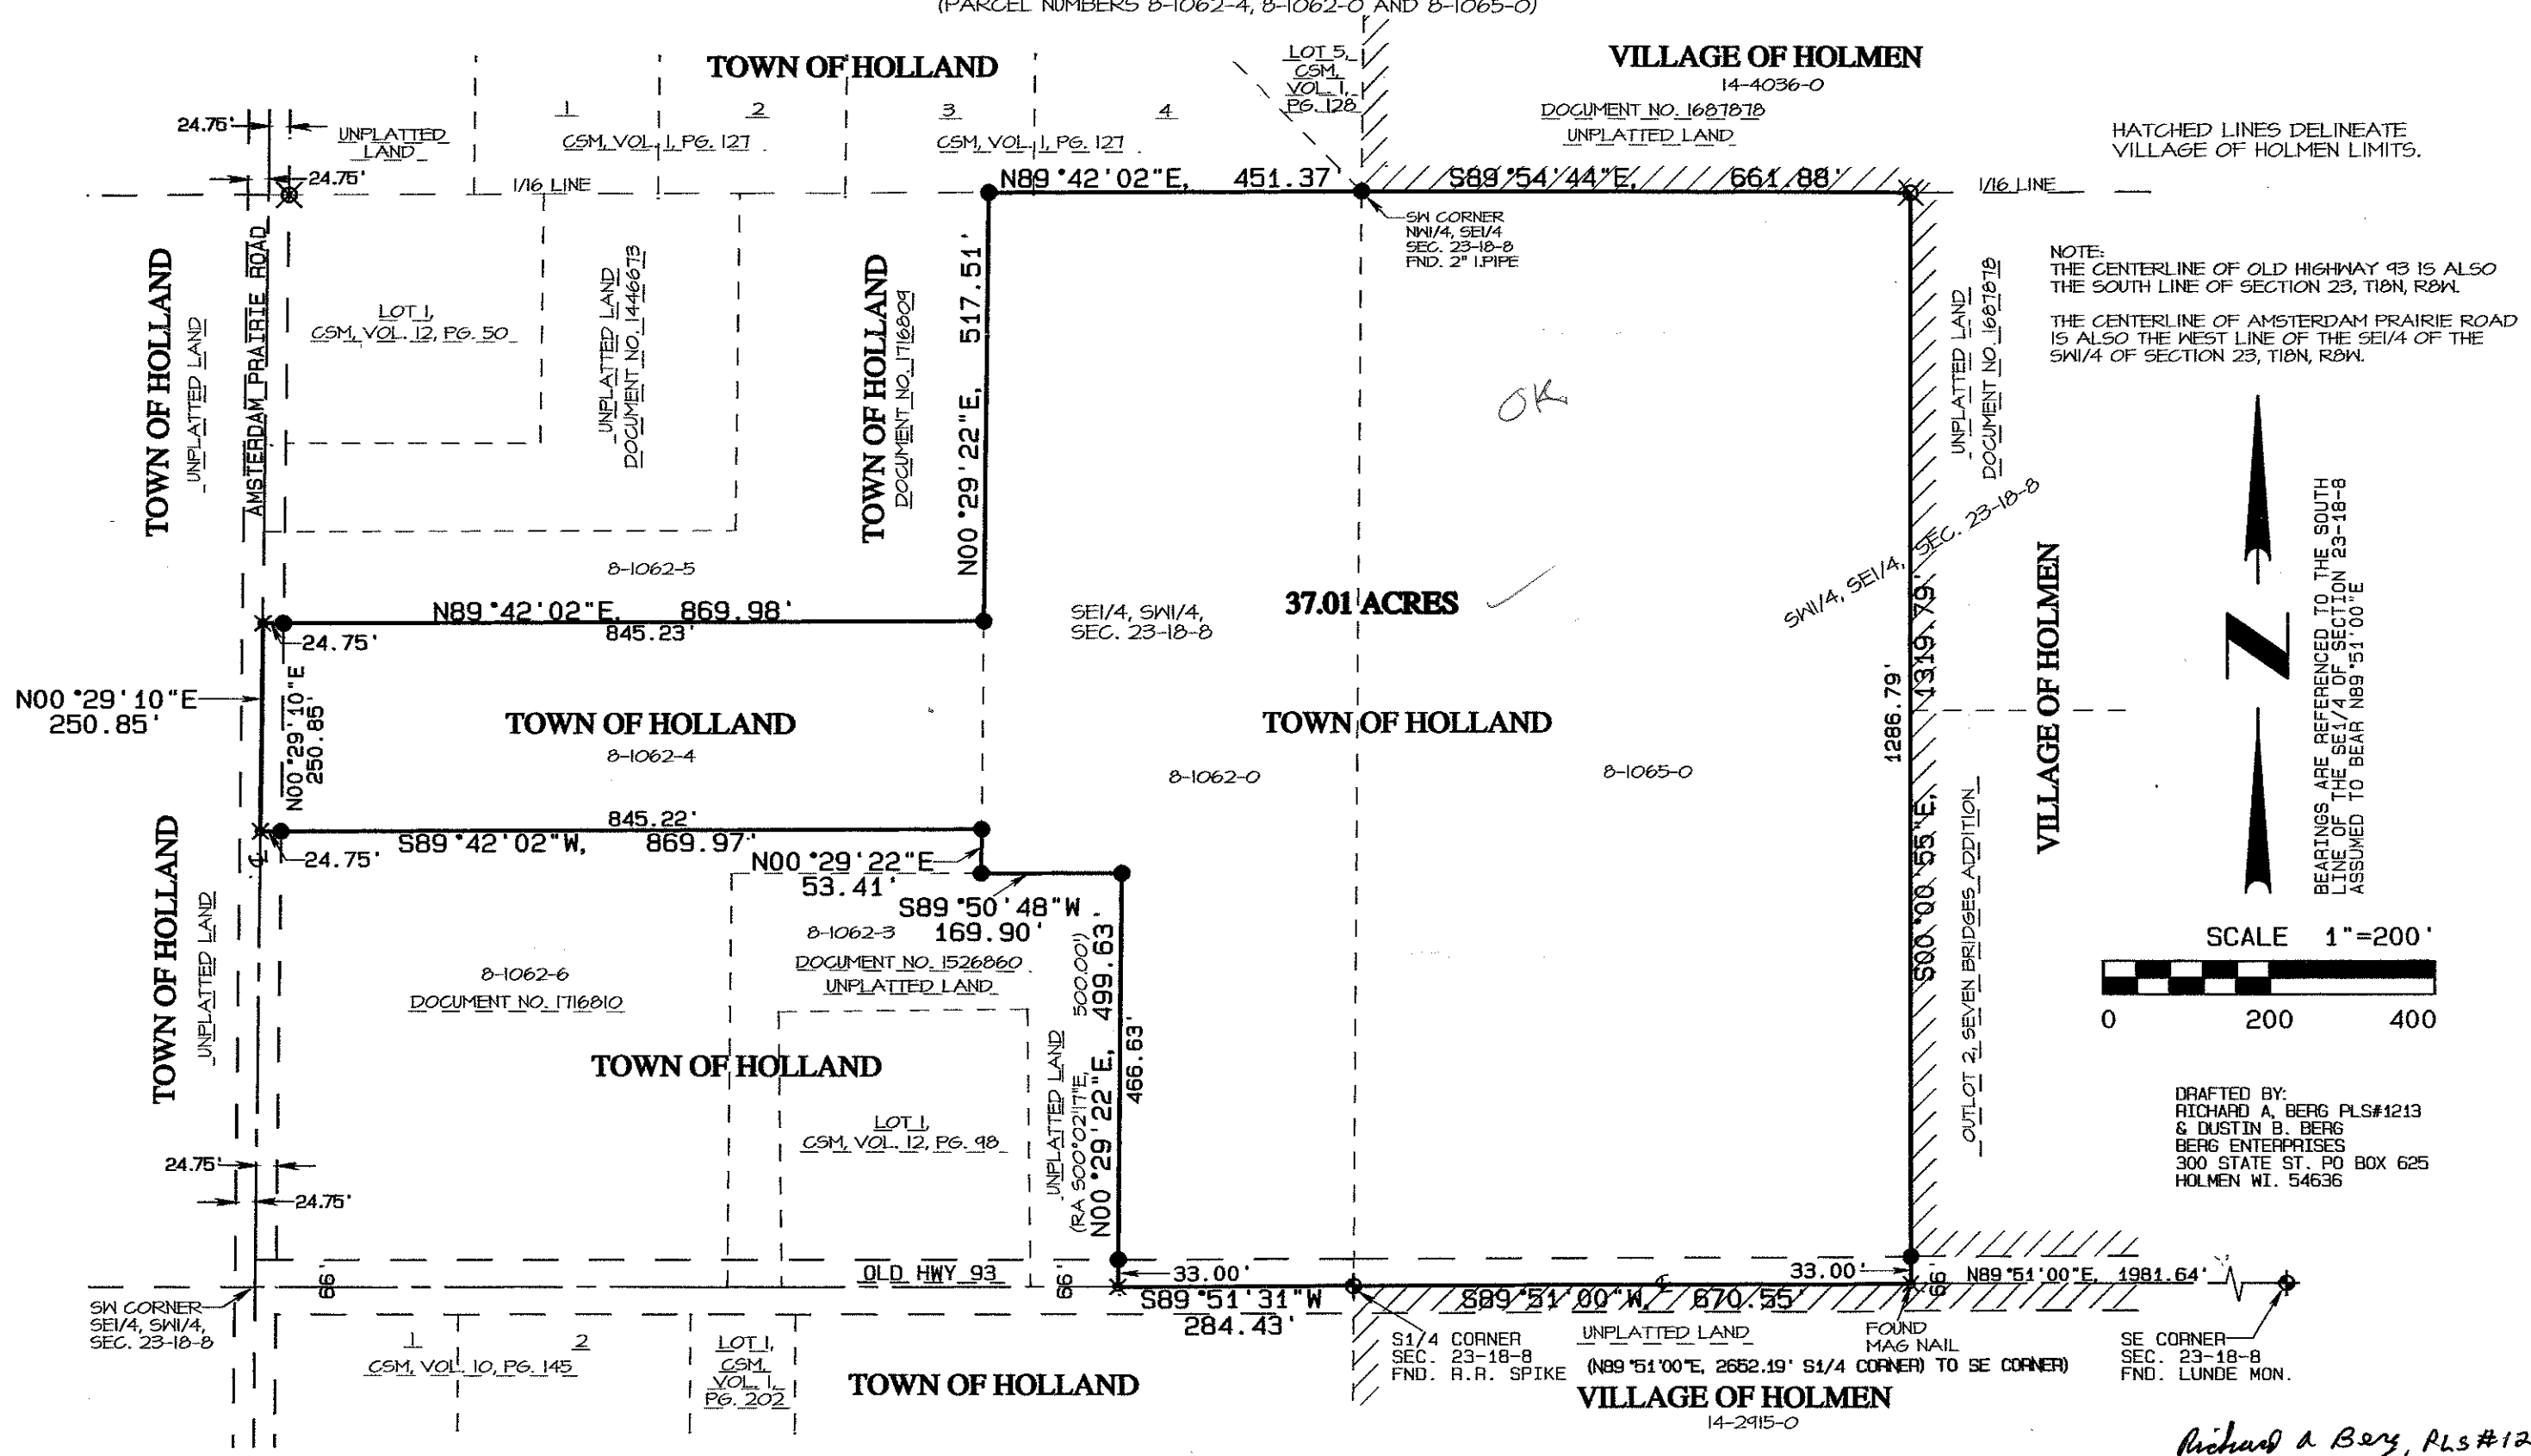 (PARCEL NUMBERS 8-1062-4, 8-1062-0 AND 8-1065-0)
TOWN OF HOLLAND
LOT 5,
CSM,
VOL. 1,
PG. 128
VILLAGE OF HOLMEN
14-4036-0
DOCUMENT NO. 1687878
UNPLATTED LAND
24.75'
UNPLATTED
LAND
1
2
3
4
CSM, VOL. 1, PG. 127
CSM, VOL. 1, PG. 127
HATCHED LINES DELINEATE
VILLAGE OF HOLMEN LIMITS.
24.75'
1/16 LINE
N89°42'02"E, 451.37'
S89°54'44"E, 661.88'
1/16 LINE
SW CORNER
NW1/4, SE1/4
SEC. 23-18-8
FND. 2" I.PIPE
NOTE:
THE CENTERLINE OF OLD HIGHWAY 93 IS ALSO
THE SOUTH LINE OF SECTION 23, T18N, R8W.
THE CENTERLINE OF AMSTERDAM PRAIRIE ROAD
IS ALSO THE WEST LINE OF THE SE1/4 OF THE
SW1/4 OF SECTION 23, T18N, R8W.
TOWN OF HOLLAND
UNPLATTED LAND
AMSTERDAM PRAIRIE ROAD
LOT 1,
CSM, VOL. 12, PG. 50
UNPLATTED LAND
DOCUMENT NO. 1446673
TOWN OF HOLLAND
DOCUMENT NO. 1716809
N00°29'22"E, 517.51'
OK
UNPLATTED LAND
DOCUMENT NO. 1687878
SW1/4, SE1/4, SEC. 23-18-8
8-1062-5
N89°42'02"E, 869.98'
845.23'
24.75'
SE1/4, SW1/4,
SEC. 23-18-8
37.01 ACRES
N00°29'10"E
250.85'
N00°29'10"E
250.85'
TOWN OF HOLLAND
8-1062-4
TOWN OF HOLLAND
8-1062-0
8-1065-0
1286.79'
S00°00'55"E, 1319.79'
VILLAGE OF HOLMEN
N
BEARINGS ARE REFERENCED TO THE SOUTH
LINE OF THE SE1/4 OF SECTION 23-18-8
ASSUMED TO BEAR N89°51'00"E
845.22'
S89°42'02"W, 869.97'
24.75'
N00°29'22"E
53.41'
S89°50'48"W
169.90'
8-1062-3
DOCUMENT NO. 1526860
UNPLATTED LAND
8-1062-6
DOCUMENT NO. 1716810
TOWN OF HOLLAND
UNPLATTED LAND
TOWN OF HOLLAND
LOT 1,
CSM, VOL. 12, PG. 98
UNPLATTED LAND
(RA S00°02'17"E, 500.00')
N00°29'22"E, 499.63
466.63'
OUTLOT 2, SEVEN BRIDGES ADDITION
SCALE 1"=200'
0 200 400
DRAFTED BY:
RICHARD A. BERG PLS#1213
& DUSTIN B. BERG
BERG ENTERPRISES
300 STATE ST. PO BOX 625
HOLMEN WI. 54636
24.75'
24.75'
66'
OLD HWY 93
66'
33.00'
33.00'
66'
N89°51'00"E, 1981.64'
SW CORNER
SE1/4, SW1/4,
SEC. 23-18-8
S89°51'31"W
284.43'
S89°51'00"W, 670.55'
1
2
CSM, VOL. 10, PG. 145
LOT 1,
CSM,
VOL. 1,
PG. 202
TOWN OF HOLLAND
S1/4 CORNER
SEC. 23-18-8
FND. R.R. SPIKE
UNPLATTED LAND
FOUND
MAG NAIL
(N89°51'00"E, 2652.19' S1/4 CORNER) TO SE CORNER)
SE CORNER
SEC. 23-18-8
FND. LUNDE MON.
VILLAGE OF HOLMEN
14-2915-0
Richard A Berg, PLS#12